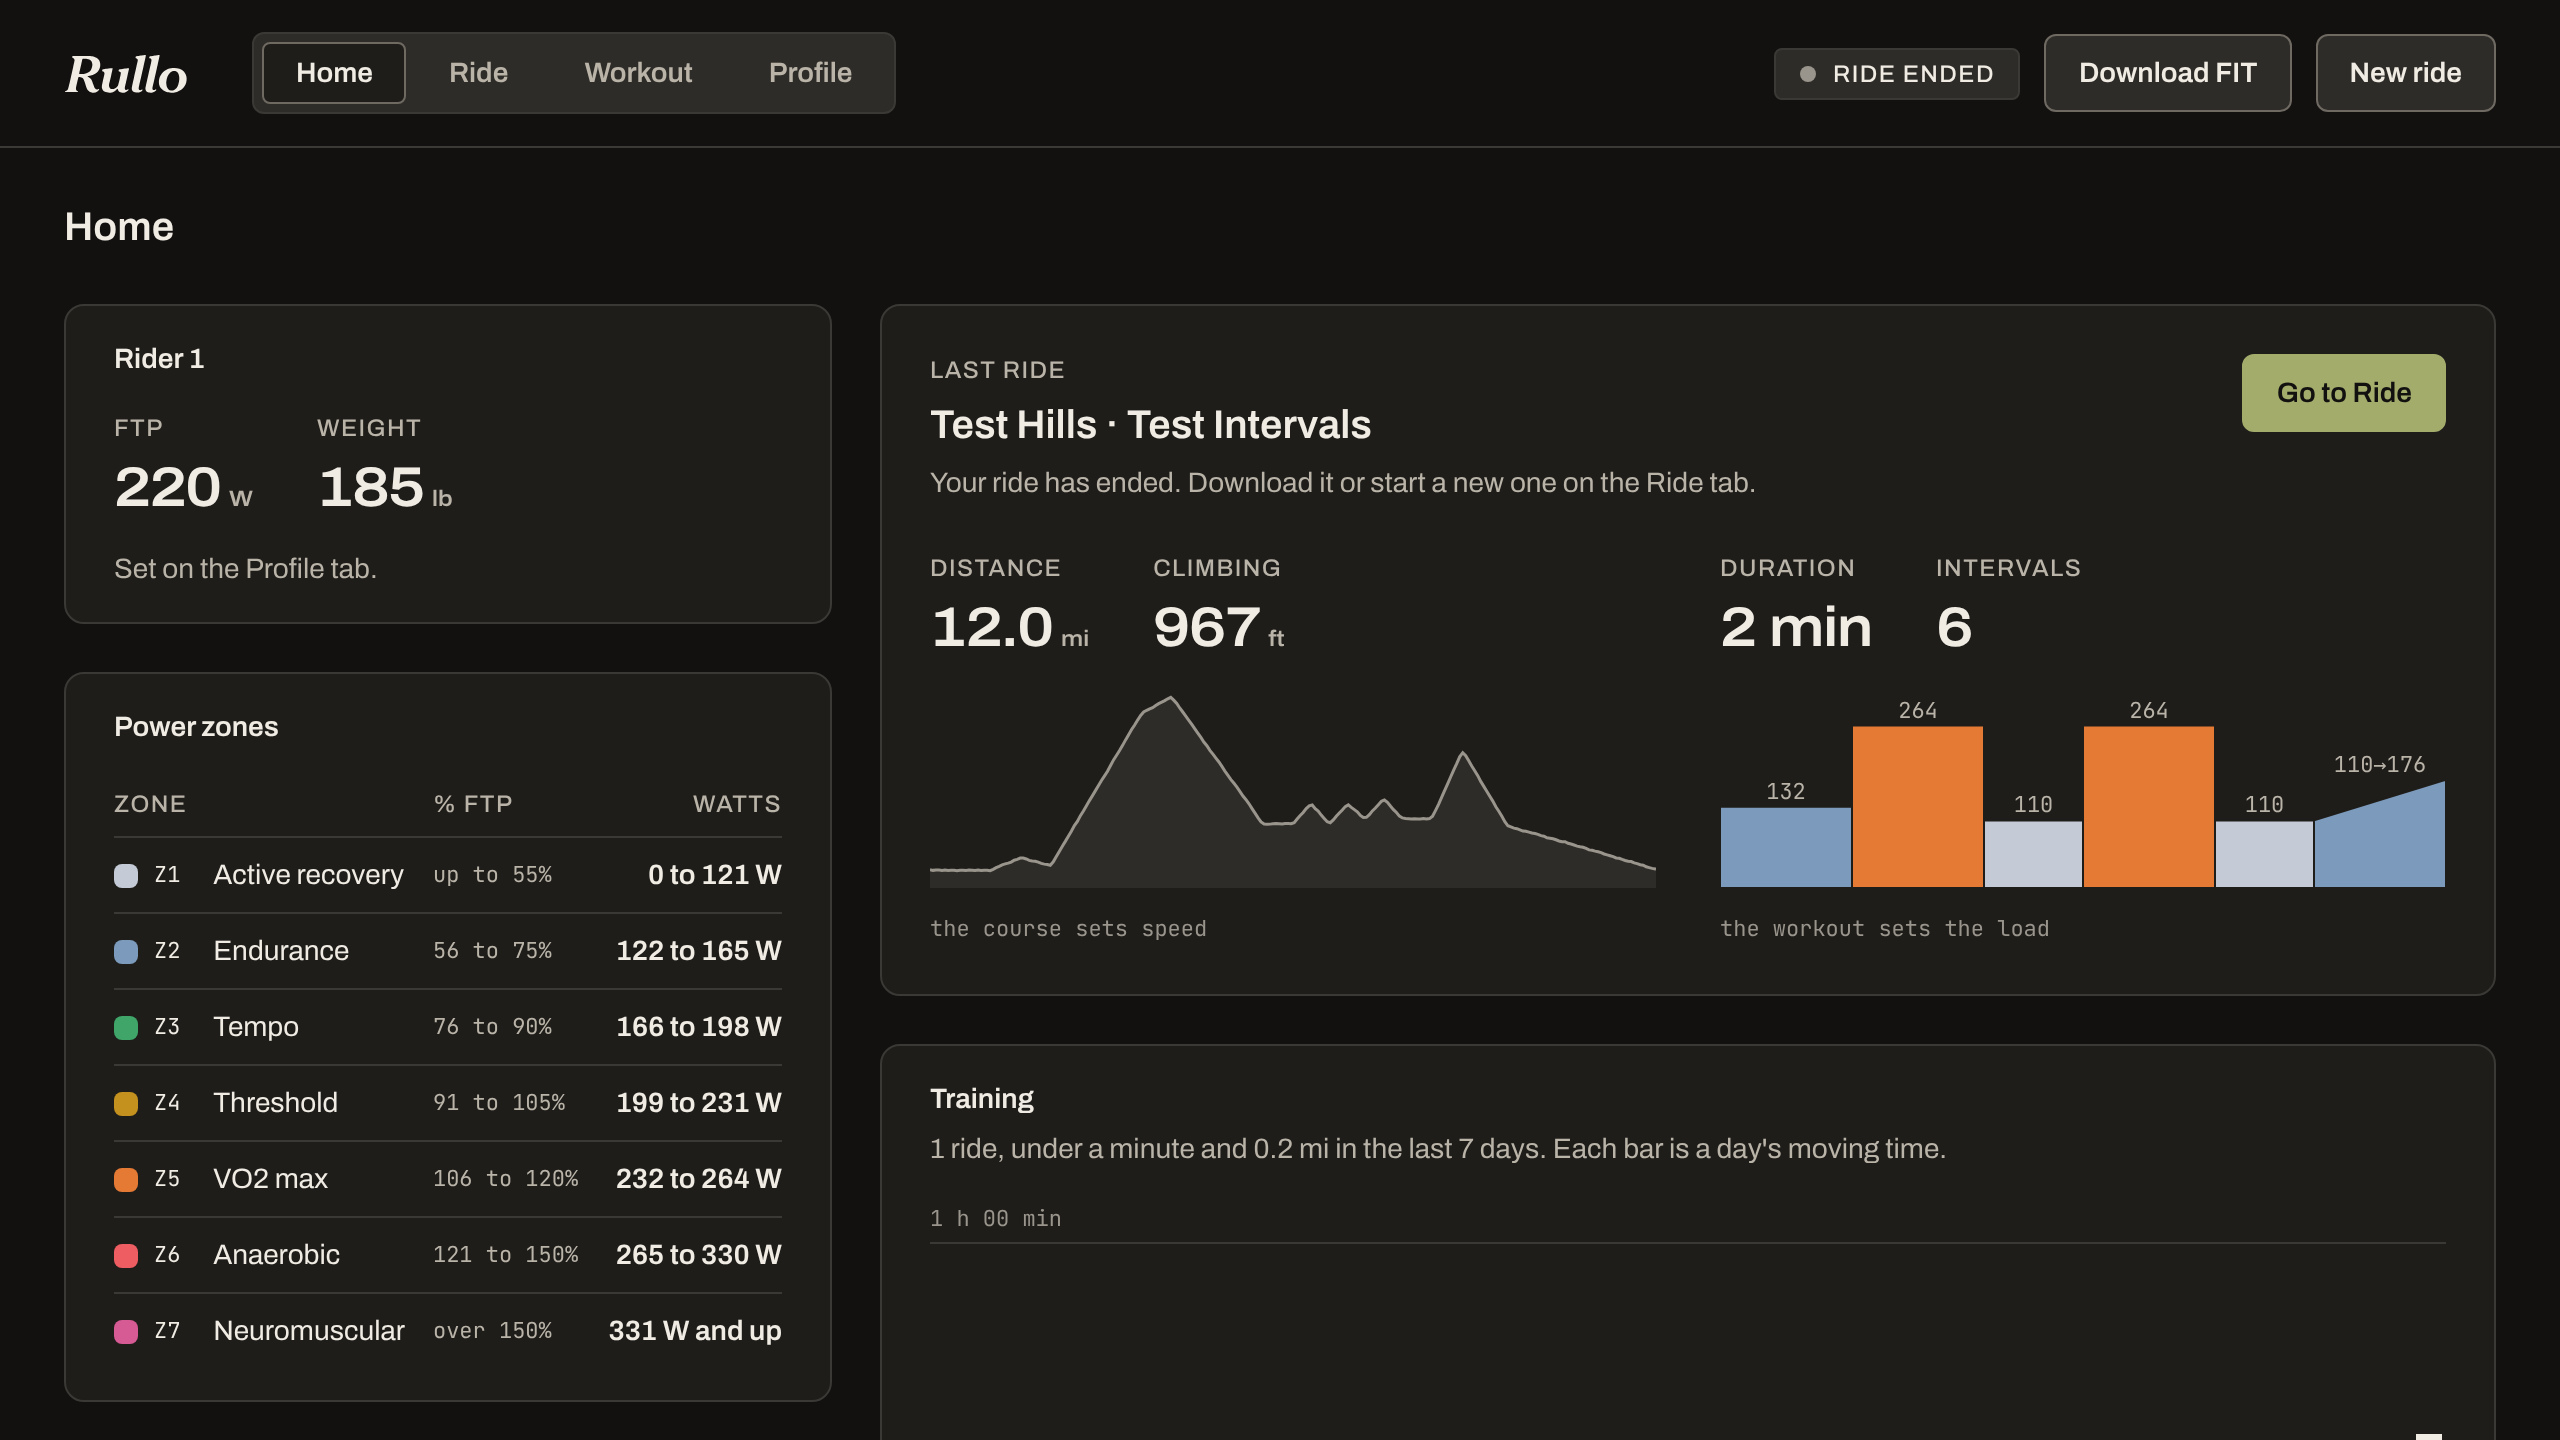 Rullo
Home
Ride
Workout
Profile
RIDE ENDED
Download FIT
New ride
Home
Rider 1
FTP
WEIGHT
220 W
185 lb
Set on the Profile tab.
Power zones
ZONE
% FTP
WATTS
Z1 Active recovery up to 55% 0 to 121 W
Z2 Endurance 56 to 75% 122 to 165 W
Z3 Tempo 76 to 90% 166 to 198 W
Z4 Threshold 91 to 105% 199 to 231 W
Z5 VO2 max 106 to 120% 232 to 264 W
Z6 Anaerobic 121 to 150% 265 to 330 W
Z7 Neuromuscular over 150% 331 W and up
LAST RIDE
Test Hills · Test Intervals
Your ride has ended. Download it or start a new one on the Ride tab.
Go to Ride
DISTANCE
CLIMBING
12.0 mi
967 ft
the course sets speed
DURATION
INTERVALS
2 min
6
132
264
110
264
110
110→176
the workout sets the load
Training
1 ride, under a minute and 0.2 mi in the last 7 days. Each bar is a day's moving time.
1 h 00 min